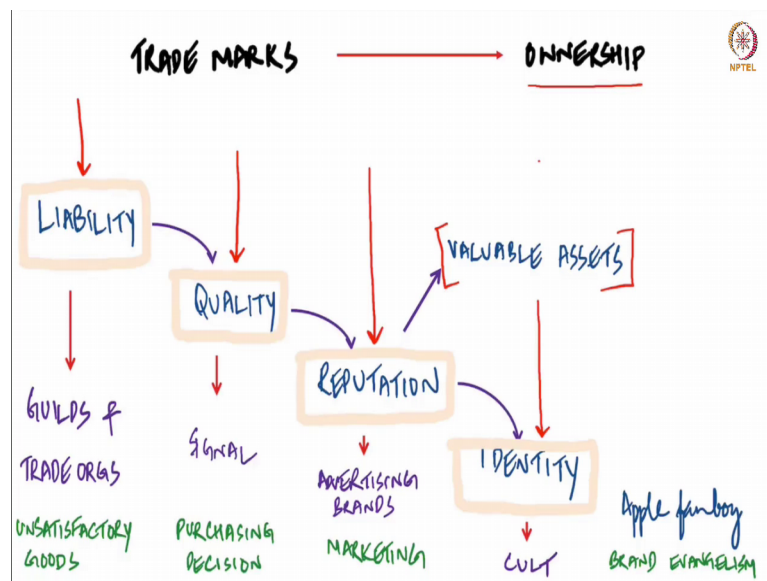 TRADE MARKS
OWNERSHIP
NPTEL
LIABILITY
VALUABLE ASSETS
QUALITY
REPUTATION
IDENTITY
GUILDS &
TRADE ORGS
SIGNAL
ADVERTISING
BRANDS
CULT
Apple fanboy
UNSATISFACTORY
GOODS
PURCHASING
DECISION
MARKETING
BRAND EVANGELISM